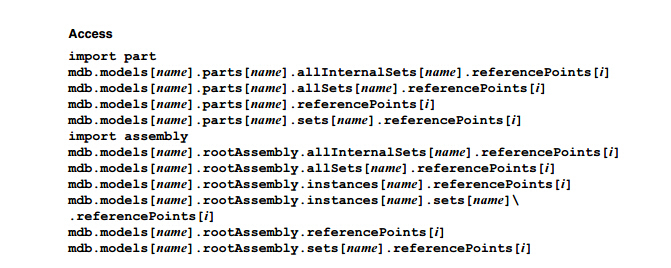 Access
import part
mdb.models[name].parts[name].allInternalSets[name].referencePoints[i]
mdb.models[name].parts[name].allSets[name].referencePoints[i]
mdb.models[name].parts[name].referencePoints[i]
mdb.models[name].parts[name].sets[name].referencePoints[i]
import assembly
mdb.models[name].rootAssembly.allInternalSets[name].referencePoints[i]
mdb.models[name].rootAssembly.allSets[name].referencePoints[i]
mdb.models[name].rootAssembly.instances[name].referencePoints[i]
mdb.models[name].rootAssembly.instances[name].sets[name]\
.referencePoints[i]
mdb.models[name].rootAssembly.referencePoints[i]
mdb.models[name].rootAssembly.sets[name].referencePoints[i]